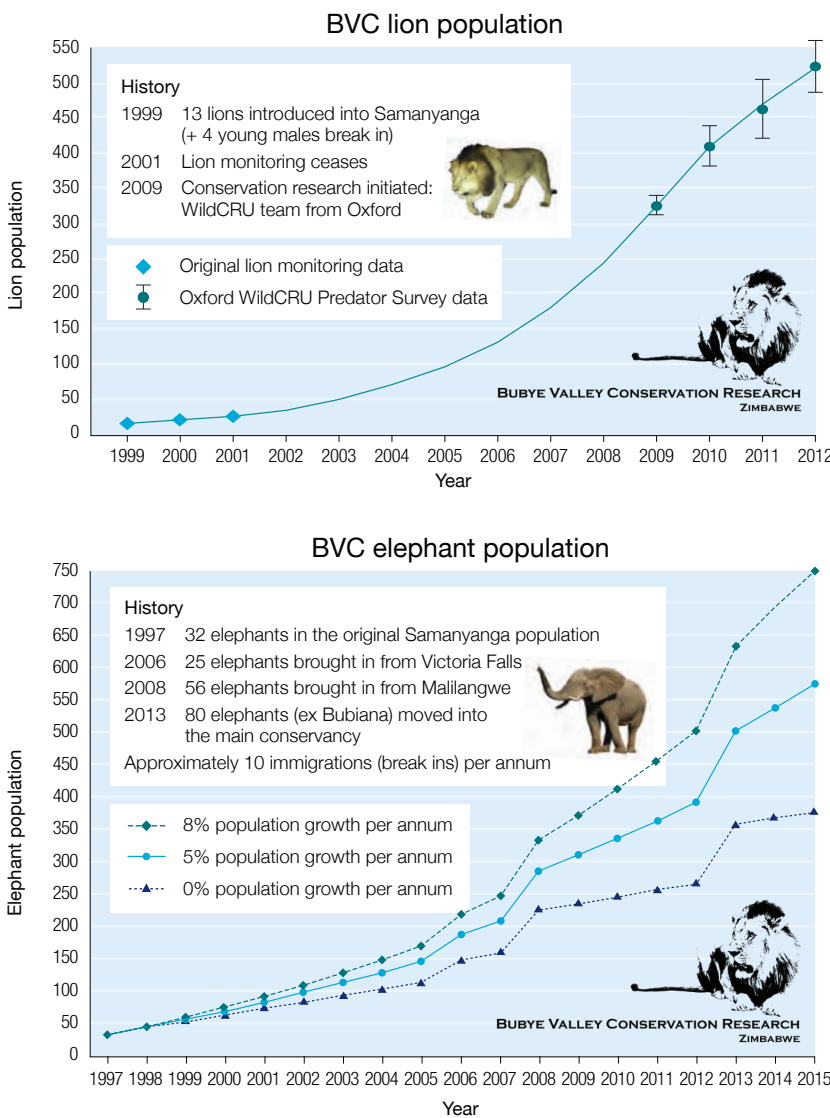 BVC lion population
550
500
450
400
350
300
250
200
150
100
50
0
Lion population
History
1999 13 lions introduced into Samanyanga
(+ 4 young males break in)
2001 Lion monitoring ceases
2009 Conservation research initiated:
WildCRU team from Oxford
Original lion monitoring data
Oxford WildCRU Predator Survey data
BUBYE VALLEY CONSERVATION RESEARCH
ZIMBABWE
1999 2000 2001 2002 2003 2004 2005 2006 2007 2008 2009 2010 2011 2012
Year
BVC elephant population
750
700
650
600
550
500
450
400
350
300
250
200
150
100
50
0
Elephant population
History
1997 32 elephants in the original Samanyanga population
2006 25 elephants brought in from Victoria Falls
2008 56 elephants brought in from Malilangwe
2013 80 elephants (ex Bubiana) moved into
the main conservancy
Approximately 10 immigrations (break ins) per annum
8% population growth per annum
5% population growth per annum
0% population growth per annum
BUBYE VALLEY CONSERVATION RESEARCH
ZIMBABWE
1997 1998 1999 2000 2001 2002 2003 2004 2005 2006 2007 2008 2009 2010 2011 2012 2013 2014 2015
Year